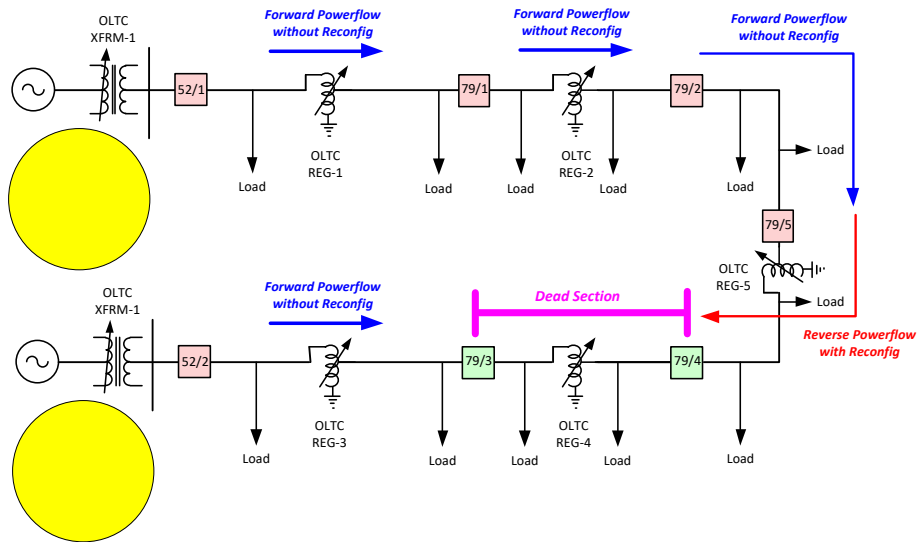 OLTC
XFRM-1
Forward Powerflow
without Reconfig
Forward Powerflow
without Reconfig
Forward Powerflow
without Reconfig
52/1
79/1
79/2
OLTC
REG-1
OLTC
REG-2
Load
Load
Load
Load
Load
Load
79/5
OLTC
REG-5
Load
OLTC
XFRM-1
Forward Powerflow
without Reconfig
Dead Section
Reverse Powerflow
with Reconfig
52/2
79/3
79/4
OLTC
REG-3
OLTC
REG-4
Load
Load
Load
Load
Load